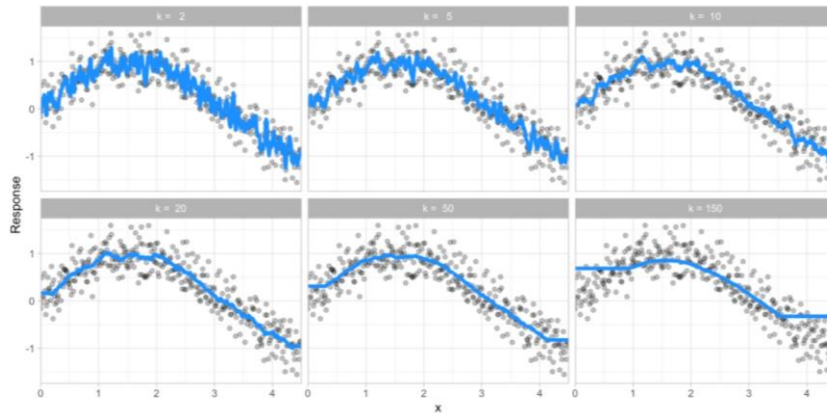 k = 2
k = 5
k = 10
1
0
-1
k = 20
k = 50
k = 150
1
0
-1
Response
0 1 2 3 4 0 1 2 3 4 0 1 2 3 4
x